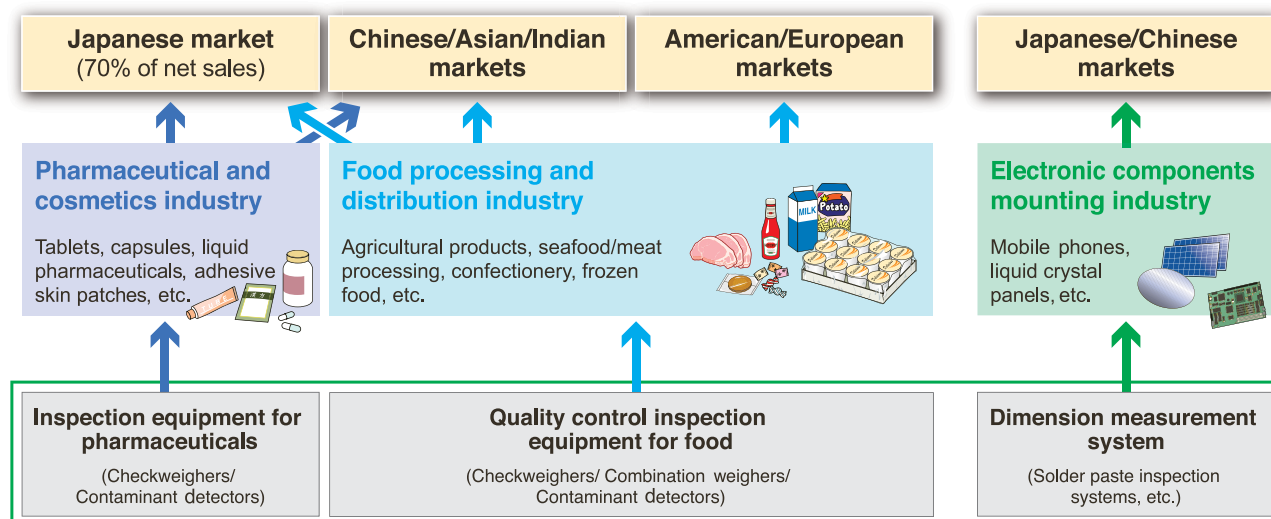 Japanese market
(70% of net sales)
Chinese/Asian/Indian
markets
American/European
markets
Japanese/Chinese
markets
Pharmaceutical and
cosmetics industry
Tablets, capsules, liquid
pharmaceuticals, adhesive
skin patches, etc.
Food processing and
distribution industry
Agricultural products, seafood/meat
processing, confectionery, frozen
food, etc.
MILK
Potato
Electronic components
mounting industry
Mobile phones,
liquid crystal
panels, etc.
Inspection equipment for
pharmaceuticals
(Checkweighers/
Contaminant detectors)
Quality control inspection
equipment for food
(Checkweighers/ Combination weighers/
Contaminant detectors)
Dimension measurement
system
(Solder paste inspection
systems, etc.)